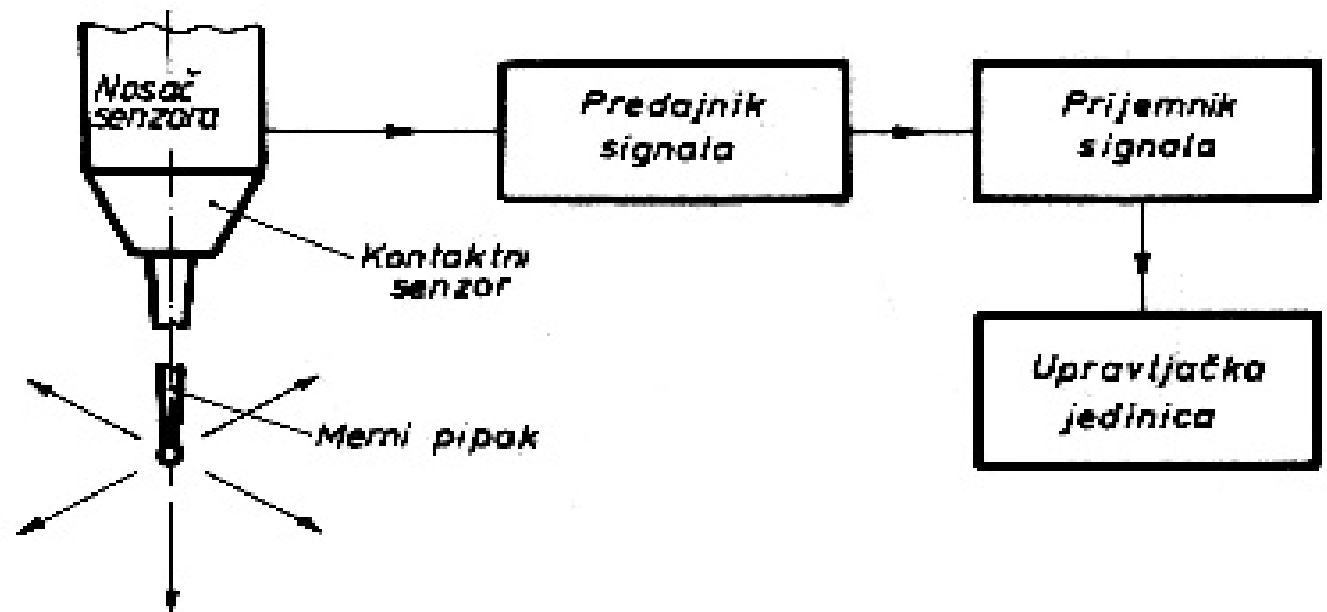 Nosač
senzora
Predajnik
signala
Prijemnik
signala
Kontaktni
senzor
Merni pipak
Upravljačka
jedinica